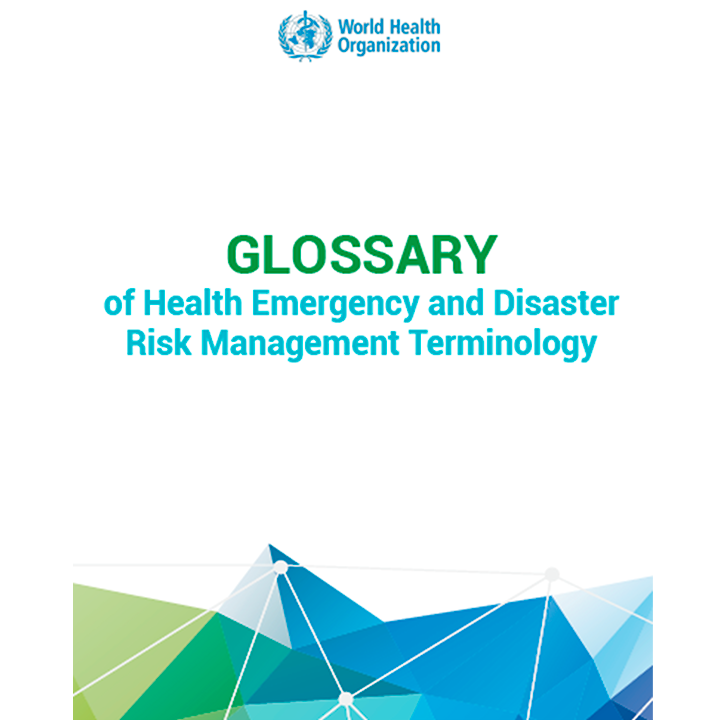 World Health
Organization
GLOSSARY
of Health Emergency and Disaster
Risk Management Terminology